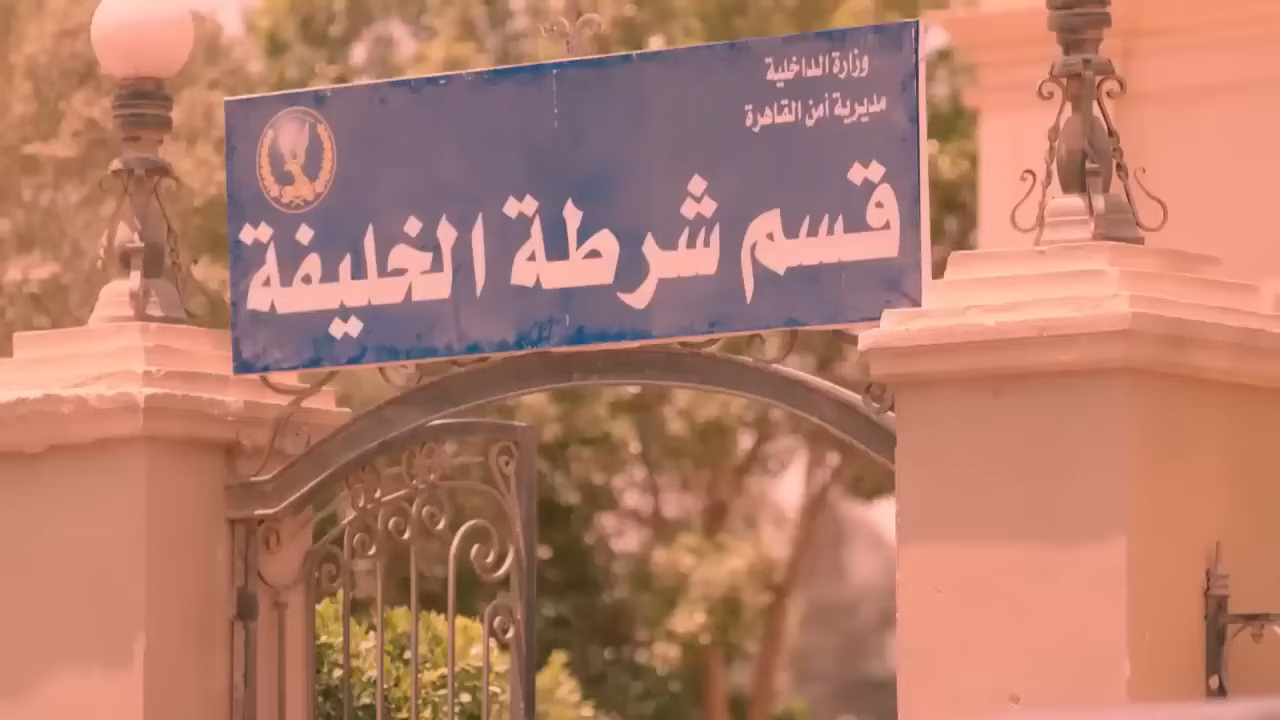 وزارة الداخلية
مديرية أمن القاهرة
قسم شرطة الخليفة